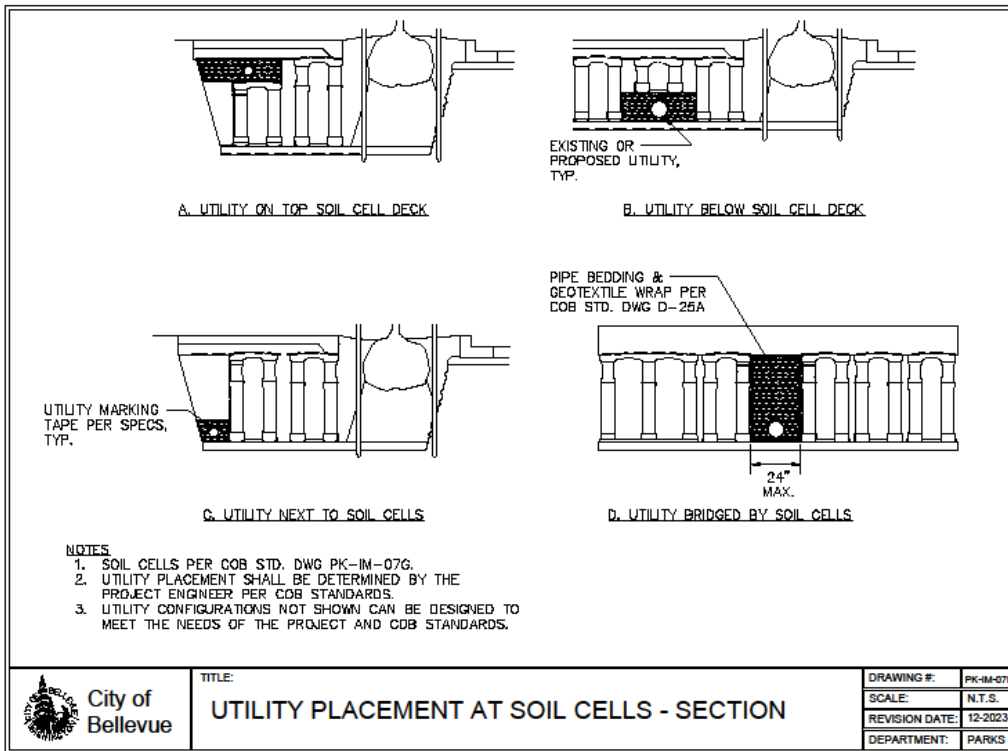 A. UTILITY ON TOP SOIL CELL DECK
EXISTING OR
PROPOSED UTILITY,
TYP.
B. UTILITY BELOW SOIL CELL DECK
UTILITY MARKING
TAPE PER SPECS,
TYP.
C. UTILITY NEXT TO SOIL CELLS
PIPE BEDDING &
GEOTEXTILE WRAP PER
COB STD. DWG D-25A
24"
MAX.
D. UTILITY BRIDGED BY SOIL CELLS
NOTES
1. SOIL CELLS PER COB STD. DWG PK-IM-07G.
2. UTILITY PLACEMENT SHALL BE DETERMINED BY THE
PROJECT ENGINEER PER COB STANDARDS.
3. UTILITY CONFIGURATIONS NOT SHOWN CAN BE DESIGNED TO
MEET THE NEEDS OF THE PROJECT AND COB STANDARDS.
City of
Bellevue
TITLE:
UTILITY PLACEMENT AT SOIL CELLS - SECTION
DRAWING #:
SCALE: N.T.S.
REVISION DATE: 12-2023
DEPARTMENT: PARKS